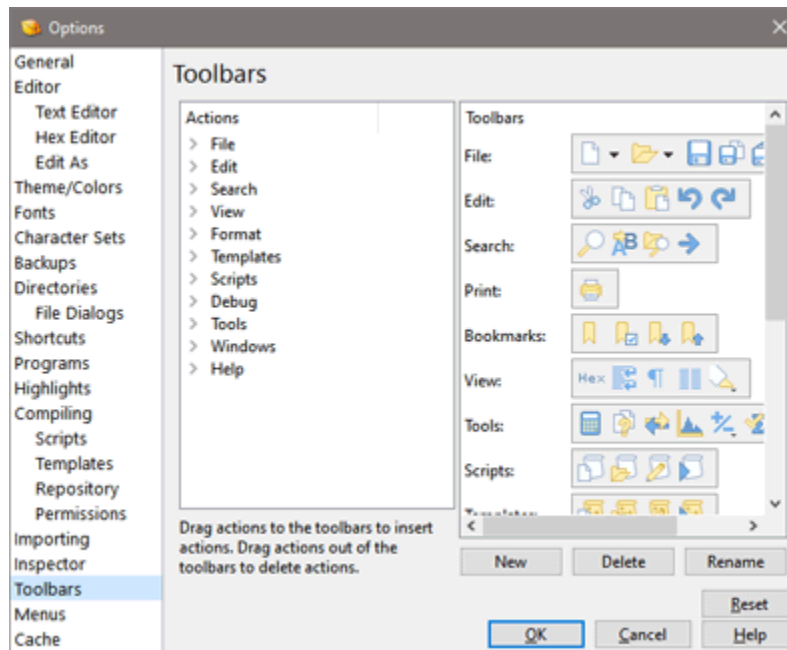 Options
General
Editor
Text Editor
Hex Editor
Edit As
Theme/Colors
Fonts
Character Sets
Backups
Directories
File Dialogs
Shortcuts
Programs
Highlights
Compiling
Scripts
Templates
Repository
Permissions
Importing
Inspector
Toolbars
Menus
Cache
Toolbars
Actions
File
Edit
Search
View
Format
Templates
Scripts
Debug
Tools
Windows
Help
Drag actions to the toolbars to insert
actions. Drag actions out of the
toolbars to delete actions.
Toolbars
File:
Edit:
Search:
AB
Print:
Bookmarks:
View:
Hex
Tools:
Scripts:
Templates:
New Delete Rename
Reset
OK Cancel Help